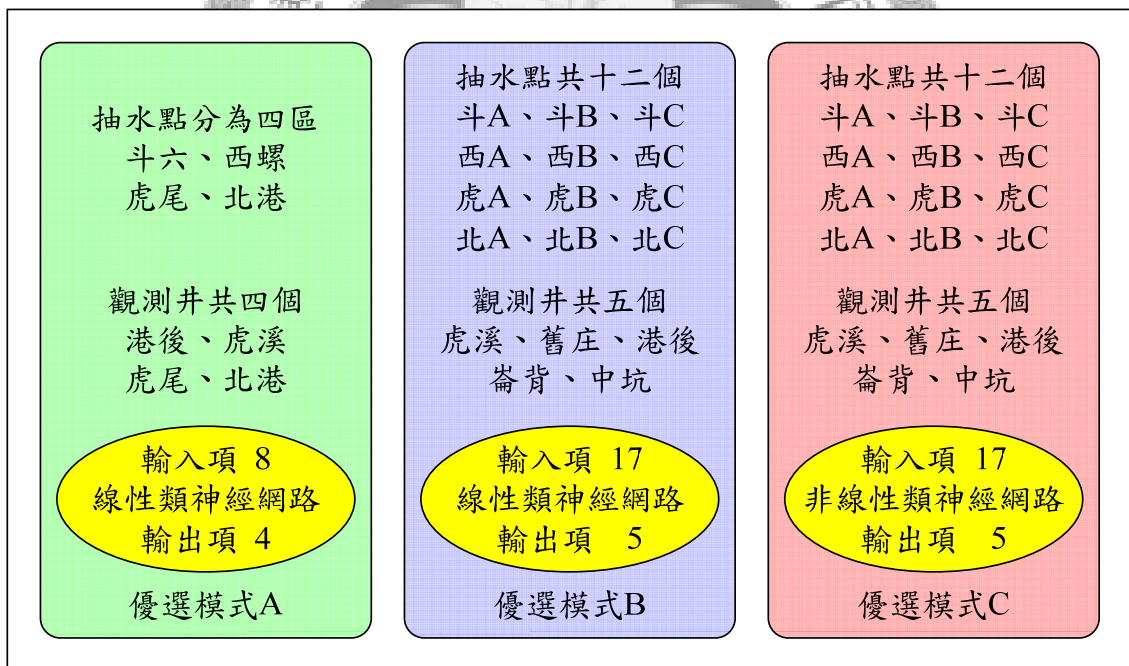 抽水點分為四區
斗六、西螺
虎尾、北港
觀測井共四個
港後、虎溪
虎尾、北港
輸入項 8
線性類神經網路
輸出項 4
優選模式A
抽水點共十二個
斗A、斗B、斗C
西A、西B、西C
虎A、虎B、虎C
北A、北B、北C
觀測井共五個
虎溪、舊庄、港後
崙背、中坑
輸入項 17
線性類神經網路
輸出項 5
優選模式B
抽水點共十二個
斗A、斗B、斗C
西A、西B、西C
虎A、虎B、虎C
北A、北B、北C
觀測井共五個
虎溪、舊庄、港後
崙背、中坑
輸入項 17
非線性類神經網路
輸出項 5
優選模式C